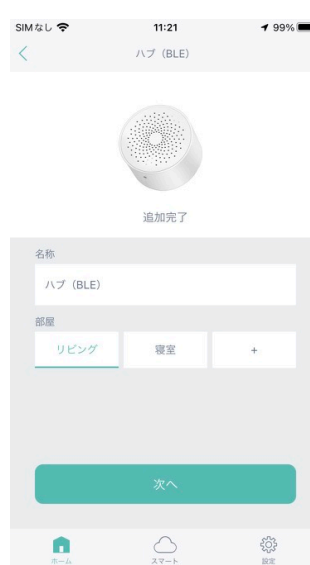 SIMなし 11:21 99%
ハブ（BLE）
追加完了
名称
ハブ（BLE）
部屋
リビング 寝室 +
次へ
ホーム スマート 設定